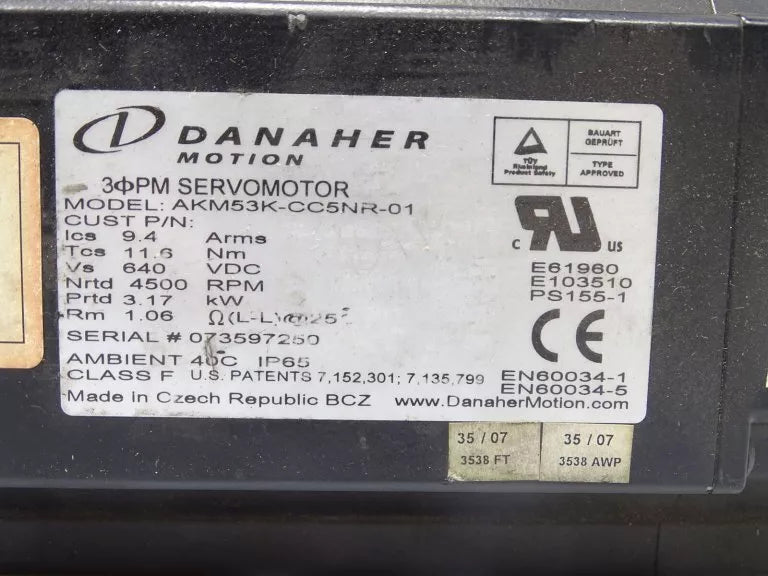 DANAHER
MOTION
TÜV
Rheinland
Product Safety
BAUART
GEPRÜFT
TYPE
APPROVED
3ΦPM SERVOMOTOR
MODEL: AKM53K-CC5NR-01
CUST P/N:
Ics 9.4 Arms
Tcs 11.6 Nm
Vs 640 VDC
Nrtd 4500 RPM
Prtd 3.17 kW
Rm 1.06 Ω(L-L)@25°
SERIAL # 073597250
AMBIENT 40C IP65
CLASS F U.S. PATENTS 7,152,301; 7,135,799
Made in Czech Republic BCZ
c RU US
E61960
E103510
PS155-1
CE
EN60034-1
EN60034-5
www.DanaherMotion.com
35 / 07
3538 FT
35 / 07
3538 AWP